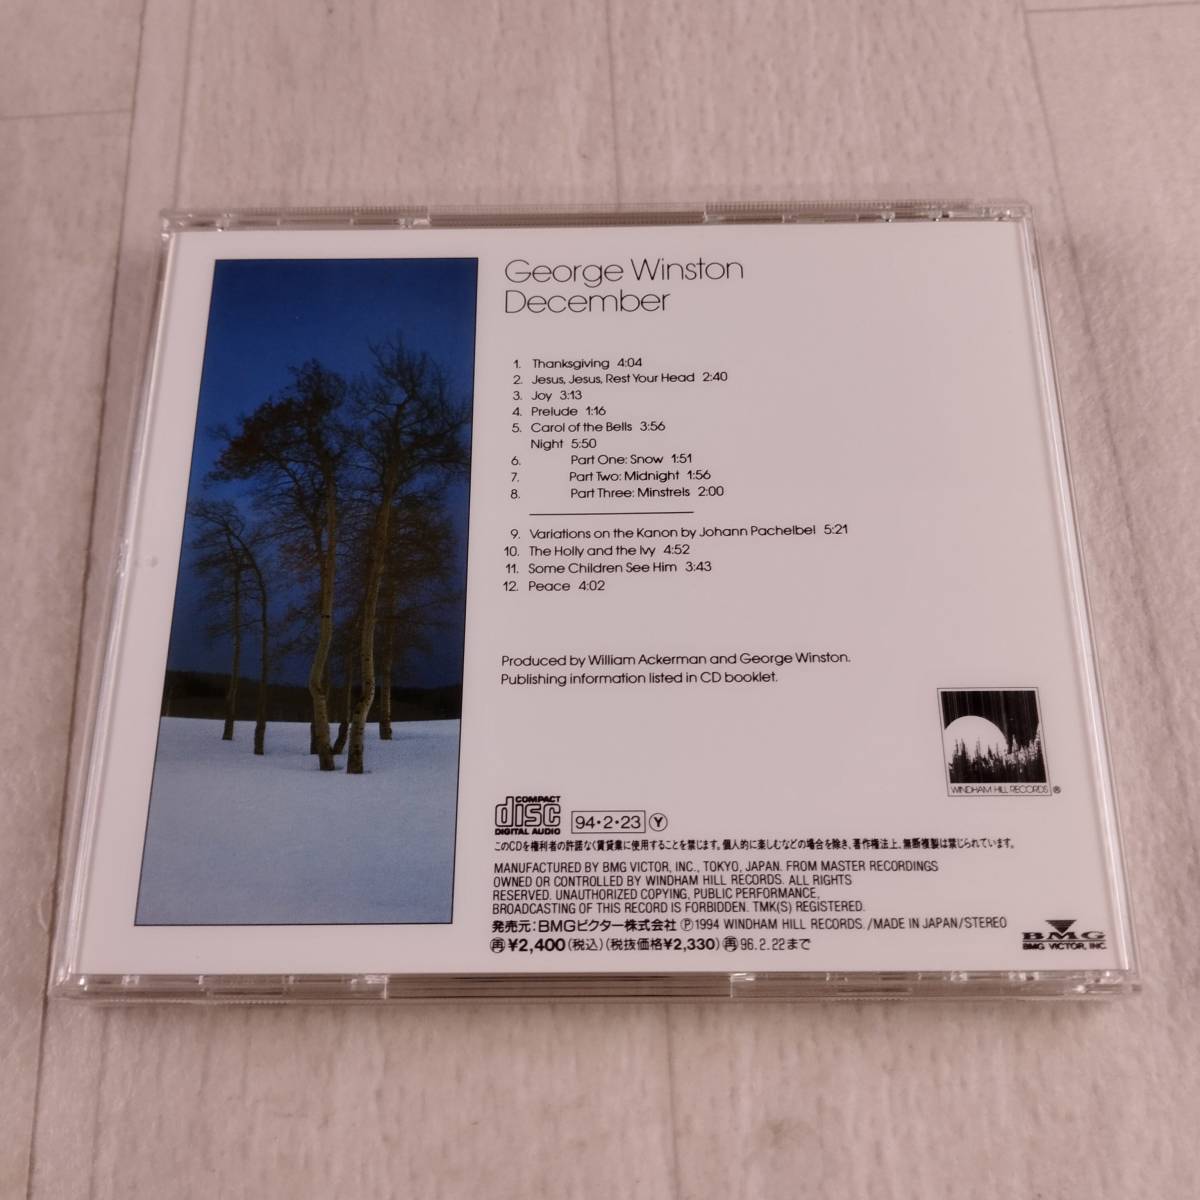 George Winston
December
1. Thanksgiving 4:04
2. Jesus, Jesus, Rest Your Head 2:40
3. Joy 3:13
4. Prelude 1:16
5. Carol of the Bells 3:56
Night 5:50
6. Part One: Snow 1:51
7. Part Two: Midnight 1:56
8. Part Three: Minstrels 2:00
9. Variations on the Kanon by Johann Pachelbel 5:21
10. The Holly and the Ivy 4:52
11. Some Children See Him 3:43
12. Peace 4:02
Produced by William Ackerman and George Winston.
Publishing information listed in CD booklet.
WINDHAM HILL RECORDS ®
COMPACT
disc
DIGITAL AUDIO
94・2・23 Ⓨ
このCDを権利者の許諾なく賃貸業に使用することを禁じます。個人的に楽しむなどの場合を除き、著作権法上、無断複製は禁じられています。
MANUFACTURED BY BMG VICTOR, INC., TOKYO, JAPAN. FROM MASTER RECORDINGS
OWNED OR CONTROLLED BY WINDHAM HILL RECORDS. ALL RIGHTS
RESERVED. UNAUTHORIZED COPYING, PUBLIC PERFORMANCE,
BROADCASTING OF THIS RECORD IS FORBIDDEN. TMK(S) REGISTERED.
発売元:BMGビクター株式会社 Ⓟ1994 WINDHAM HILL RECORDS./MADE IN JAPAN/STEREO
再¥2,400(税込)(税抜価格¥2,330)再96.2.22まで
BMG
BMG VICTOR, INC.